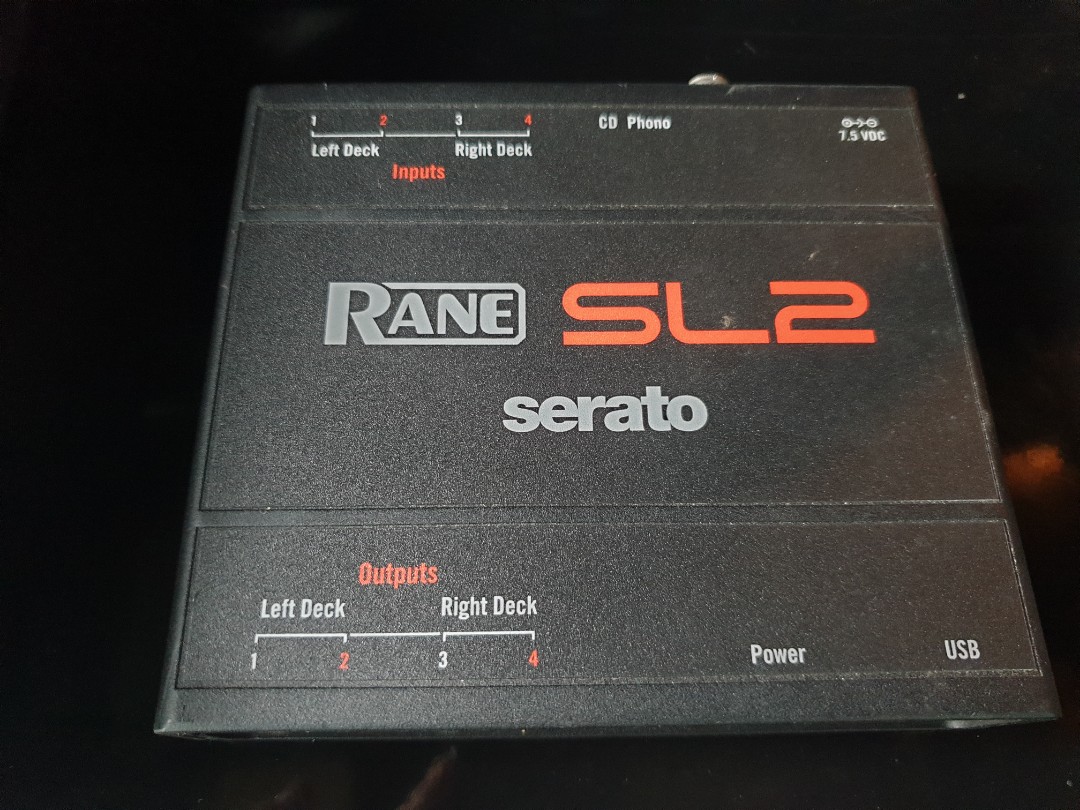 1 2 3 4 CD Phono
Left Deck Right Deck 7.5 VDC
Inputs
RANE SL2
serato
Outputs
Left Deck Right Deck
1 2 3 4 Power USB